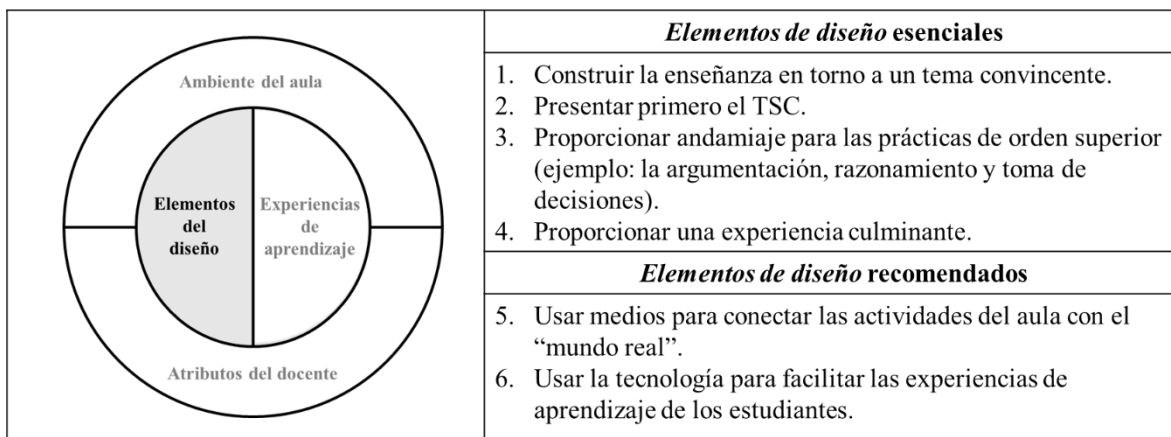 Ambiente del aula
Elementos
del
diseño
Experiencias
de
aprendizaje
Atributos del docente
Elementos de diseño esenciales
1. Construir la enseñanza en torno a un tema convincente.
2. Presentar primero el TSC.
3. Proporcionar andamiaje para las prácticas de orden superior
(ejemplo: la argumentación, razonamiento y toma de
decisiones).
4. Proporcionar una experiencia culminante.
Elementos de diseño recomendados
5. Usar medios para conectar las actividades del aula con el
“mundo real”.
6. Usar la tecnología para facilitar las experiencias de
aprendizaje de los estudiantes.